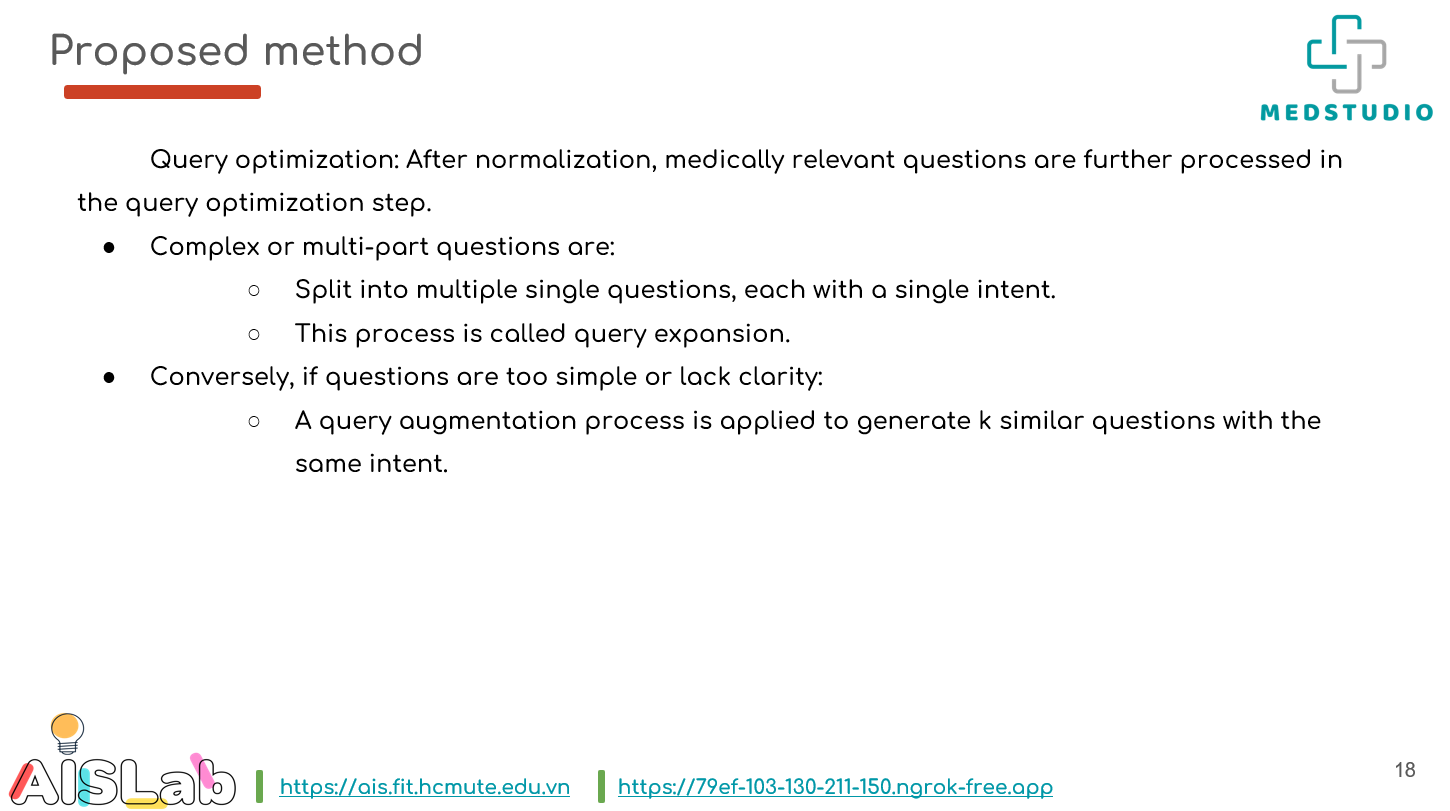 Proposed method
MEDSTUDIO
Query optimization: After normalization, medically relevant questions are further processed in
the query optimization step.
● Complex or multi-part questions are:
○ Split into multiple single questions, each with a single intent.
○ This process is called query expansion.
● Conversely, if questions are too simple or lack clarity:
○ A query augmentation process is applied to generate k similar questions with the
same intent.
AISLab
https://ais.fit.hcmute.edu.vn
https://79ef-103-130-211-150.ngrok-free.app
18